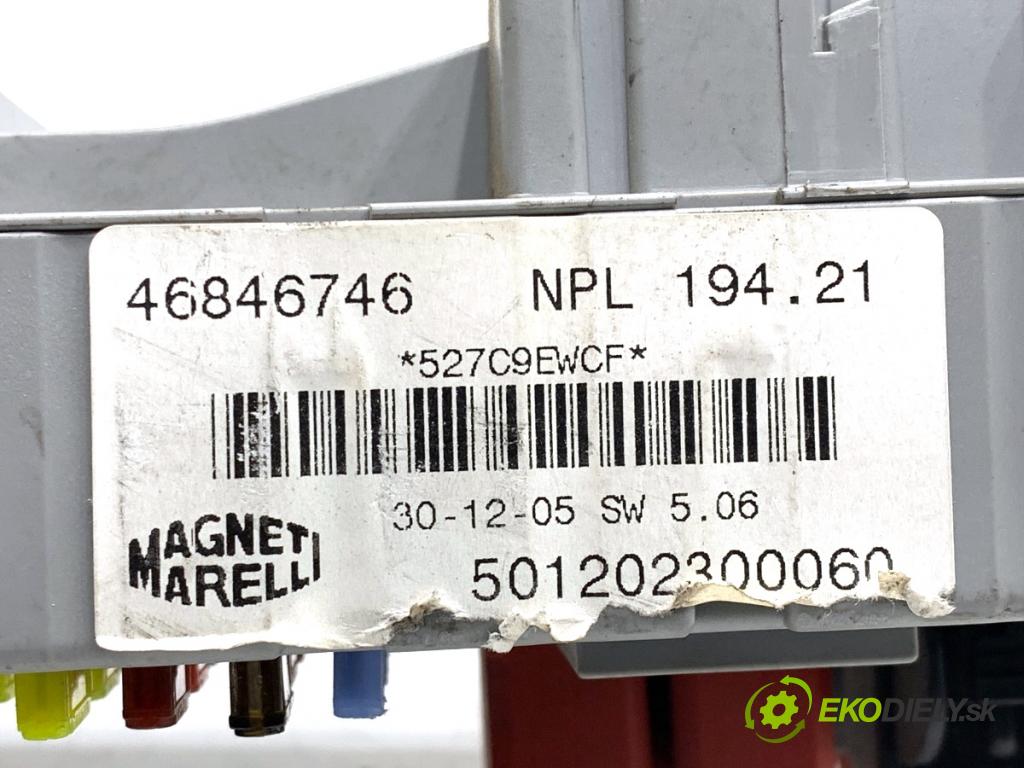 46846746 NPL 194.21
*527C9EWCF*
30-12-05 SW 5.06
MAGNETI
MARELLI
501202300060
EKODIELY.sk